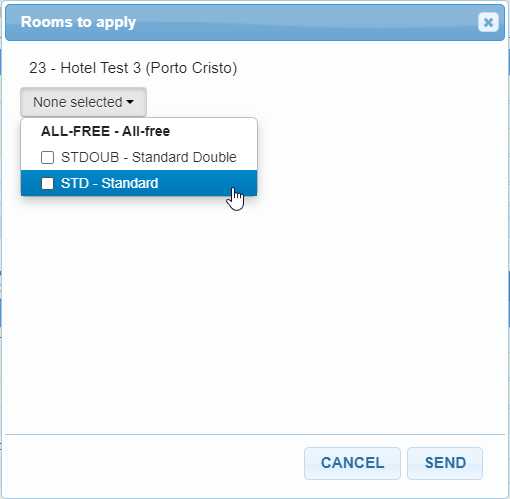 Rooms to apply
23 - Hotel Test 3 (Porto Cristo)
None selected
ALL-FREE - All-free
STDOUB - Standard Double
STD - Standard
CANCEL
SEND